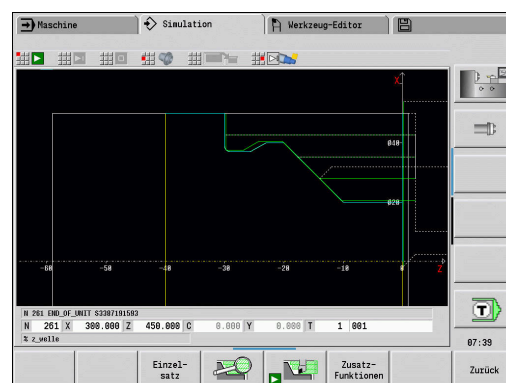 Maschine
Simulation
Werkzeug-Editor
X
Ø40
Ø20
-60
-50
-40
-30
-20
-10
0
Z
N 261 END_OF_UNIT S3387191593
N 261 X 300.000 Z 450.000 C 0.000 Y 0.000 T 1 001
% z_welle
T
07:39
Einzel-
satz
Zusatz-
Funktionen
Zurück